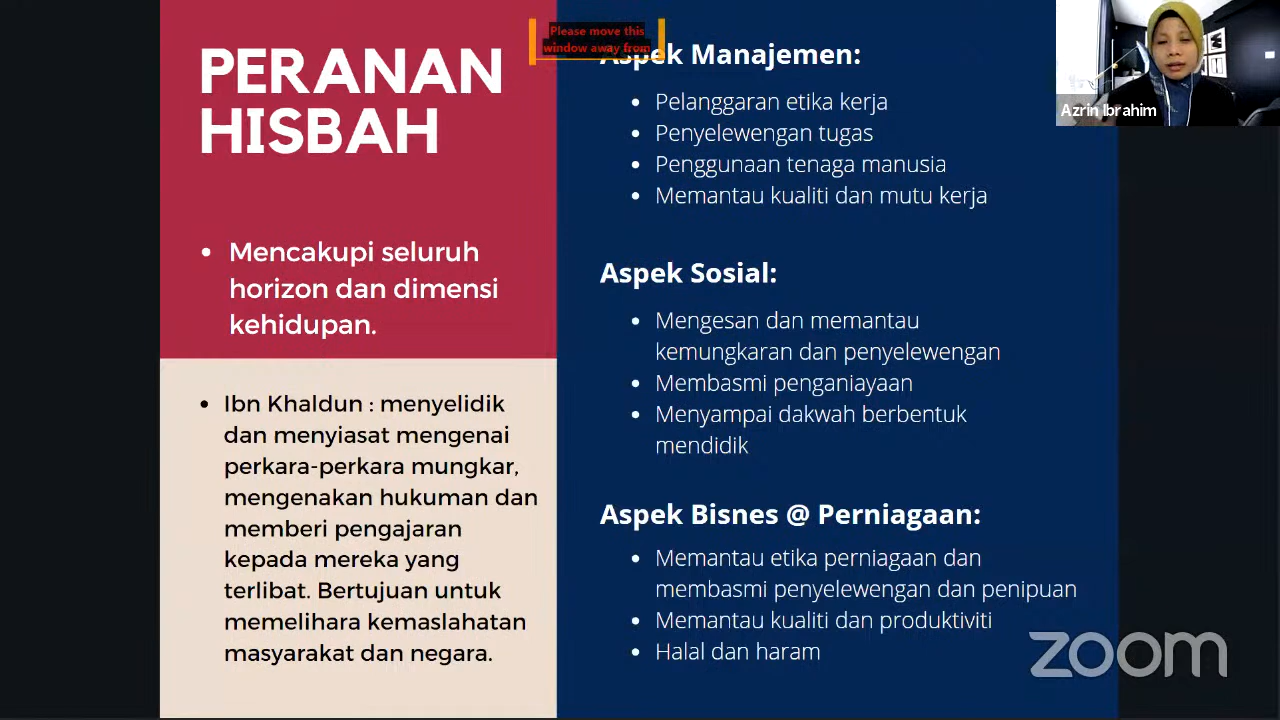 PERANAN
HISBAH
Mencakupi seluruh
horizon dan dimensi
kehidupan.
Ibn Khaldun : menyelidik
dan menyiasat mengenai
perkara-perkara mungkar,
mengenakan hukuman dan
memberi pengajaran
kepada mereka yang
terlibat. Bertujuan untuk
memelihara kemaslahatan
masyarakat dan negara.
Please move this
window away from
Aspek Manajemen:
Pelanggaran etika kerja
Penyelewengan tugas
Penggunaan tenaga manusia
Memantau kualiti dan mutu kerja
Aspek Sosial:
Mengesan dan memantau
kemungkaran dan penyelewengan
Membasmi penganiayaan
Menyampai dakwah berbentuk
mendidik
Aspek Bisnes @ Perniagaan:
Memantau etika perniagaan dan
membasmi penyelewengan dan penipuan
Memantau kualiti dan produktiviti
Halal dan haram
Azrin Ibrahim
zoom